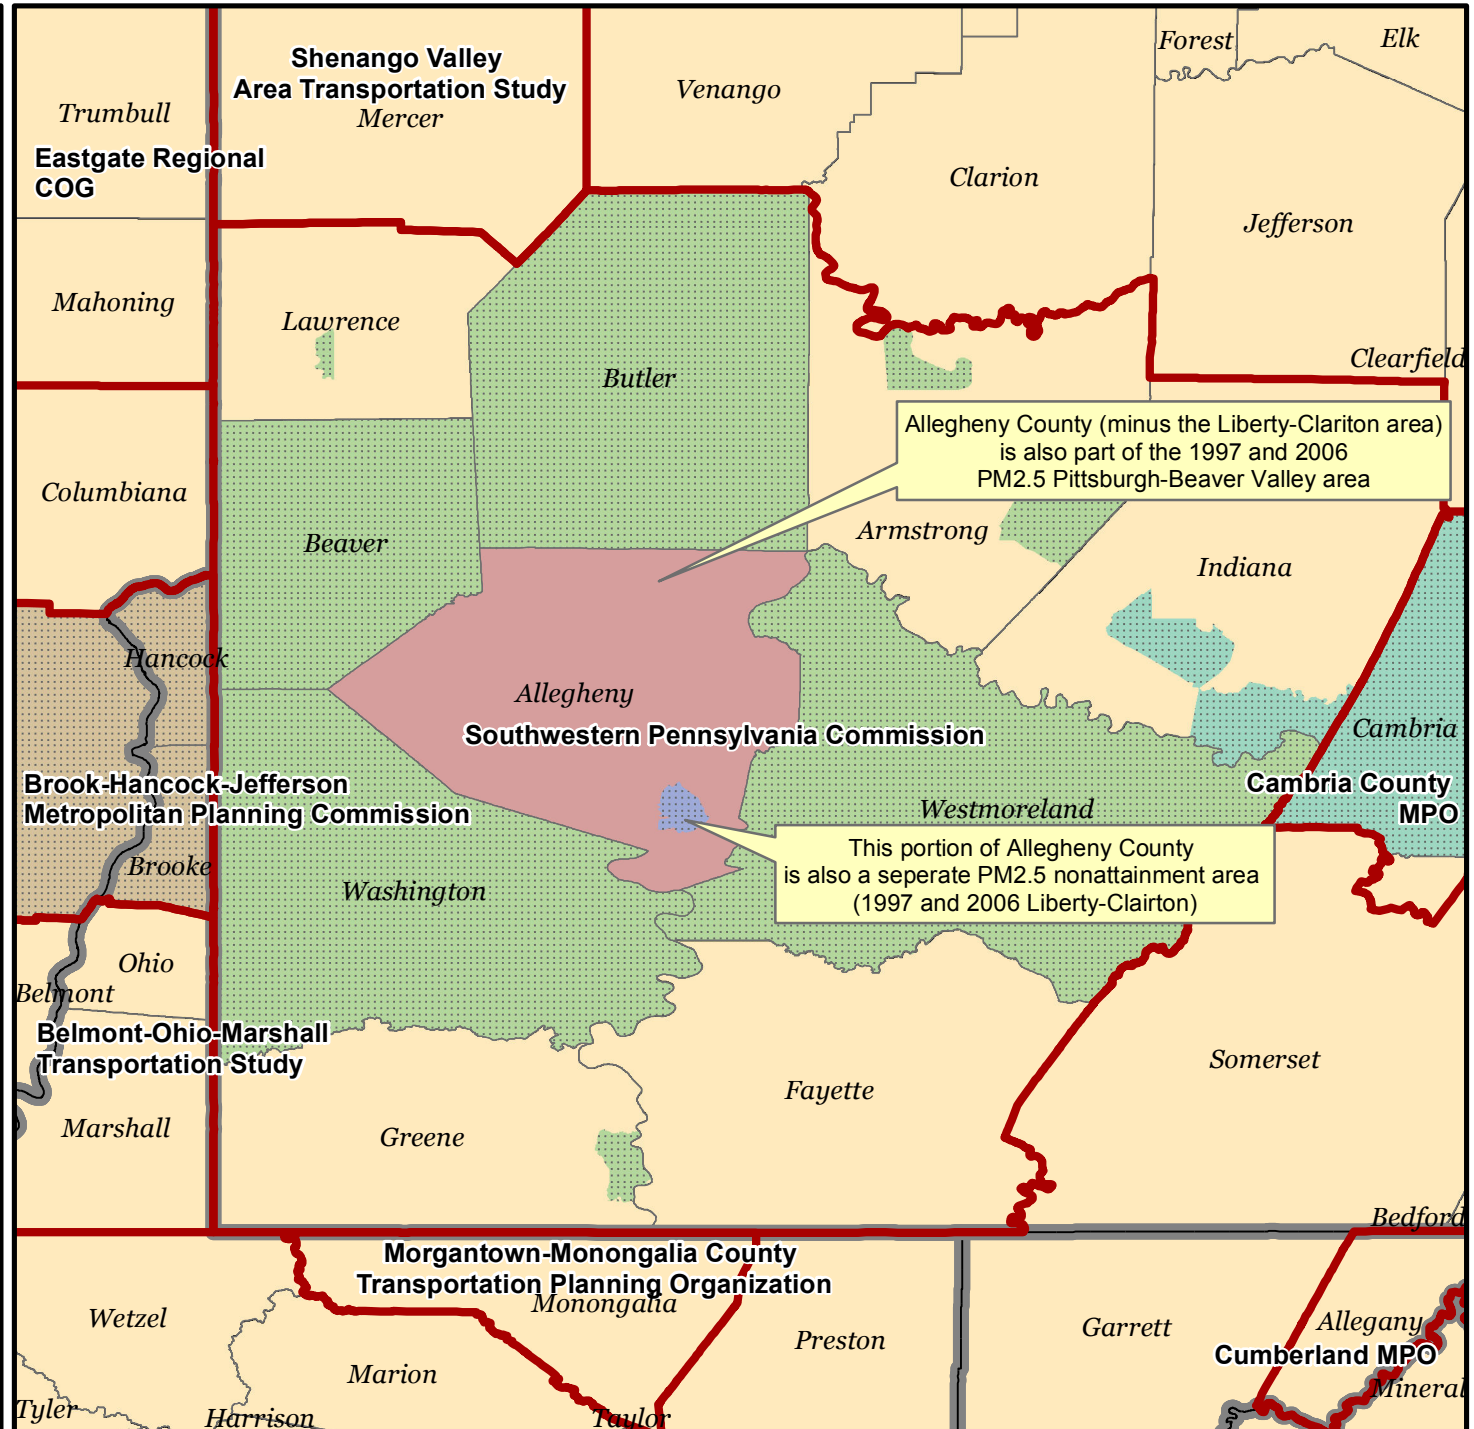 Forest
Elk
Shenango Valley
Area Transportation Study
Mercer
Venango
Trumbull
Eastgate Regional
COG
Clarion
Jefferson
Mahoning
Lawrence
Butler
Clearfield
Allegheny County (minus the Liberty-Clariton area)
is also part of the 1997 and 2006
PM2.5 Pittsburgh-Beaver Valley area
Columbiana
Beaver
Armstrong
Indiana
Hancock
Allegheny
Southwestern Pennsylvania Commission
Cambria
Brook-Hancock-Jefferson
Metropolitan Planning Commission
Cambria County
MPO
Westmoreland
This portion of Allegheny County
is also a seperate PM2.5 nonattainment area
(1997 and 2006 Liberty-Clairton)
Brooke
Washington
Ohio
Belmont
Belmont-Ohio-Marshall
Transportation Study
Somerset
Fayette
Marshall
Greene
Bedford
Morgantown-Monongalia County
Transportation Planning Organization
Monongalia
Wetzel
Preston
Garrett
Allegany
Cumberland MPO
Marion
Mineral
Tyler
Harrison
Taylor